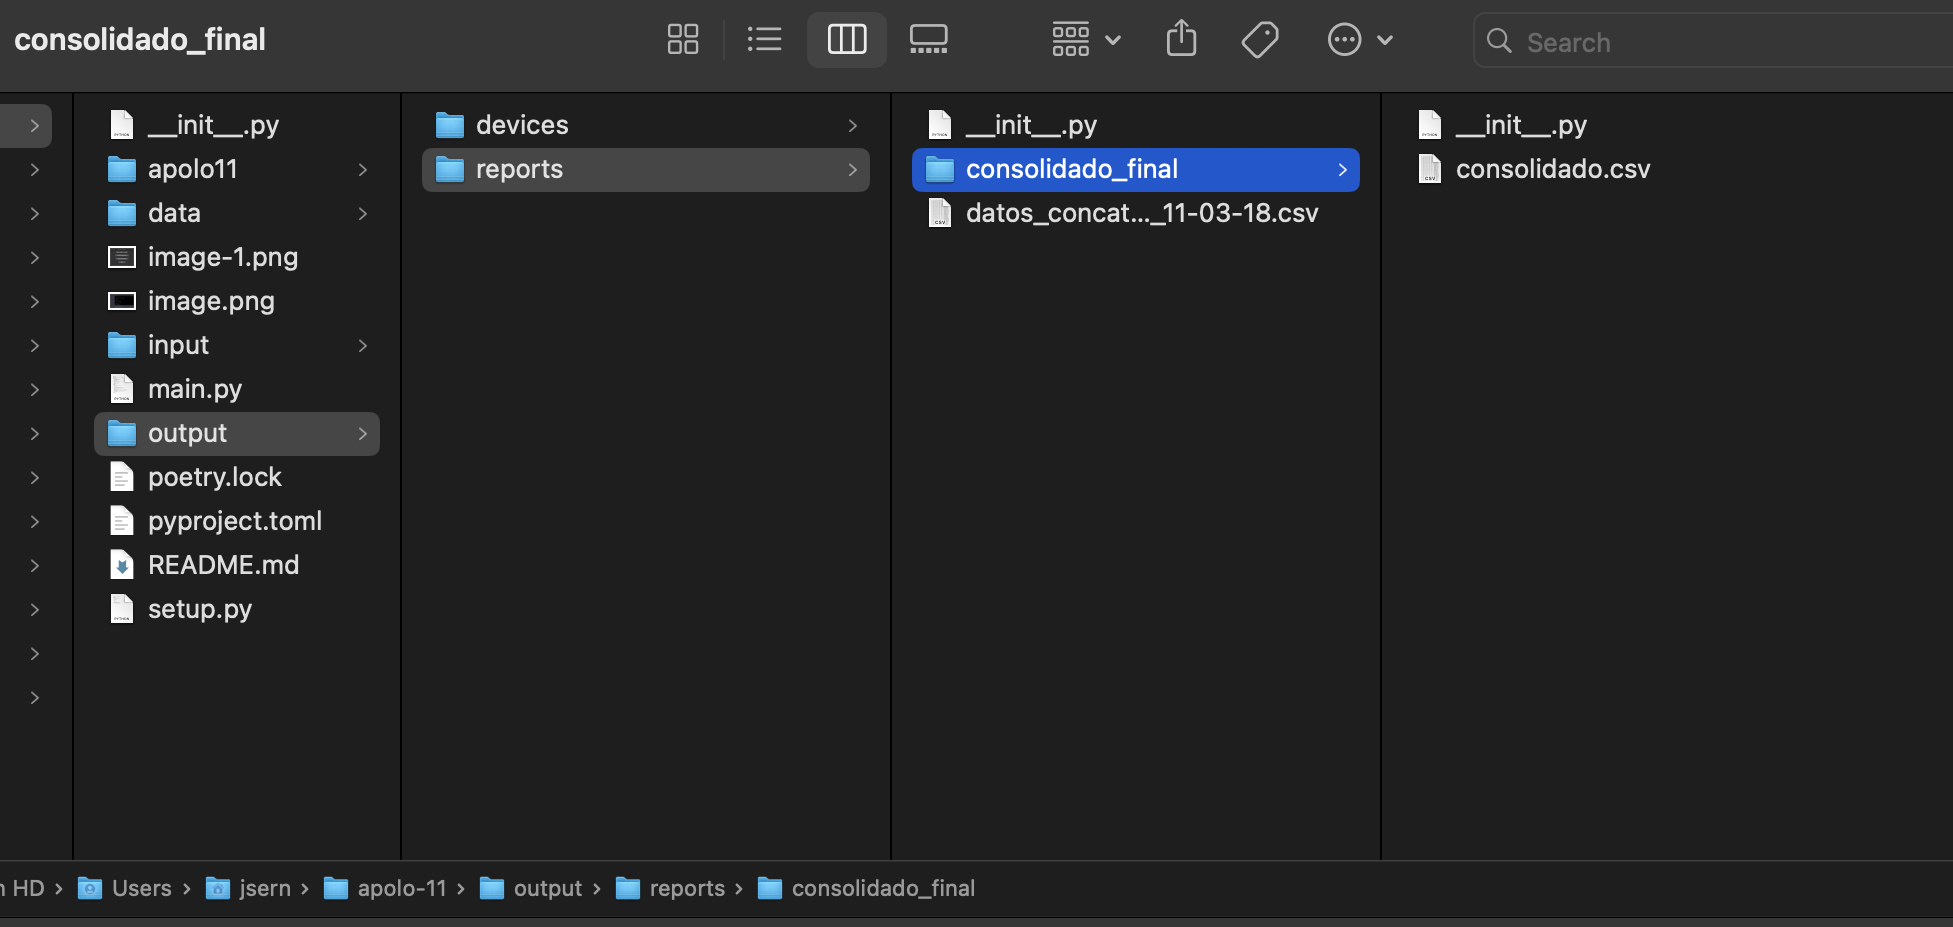 consolidado_final
Search
__init__.py
apolo11
data
image-1.png
image.png
input
main.py
output
poetry.lock
pyproject.toml
README.md
setup.py
devices
reports
__init__.py
consolidado_final
datos_concat..._11-03-18.csv
__init__.py
consolidado.csv
HD › Users › jsern › apolo-11 › output › reports › consolidado_final